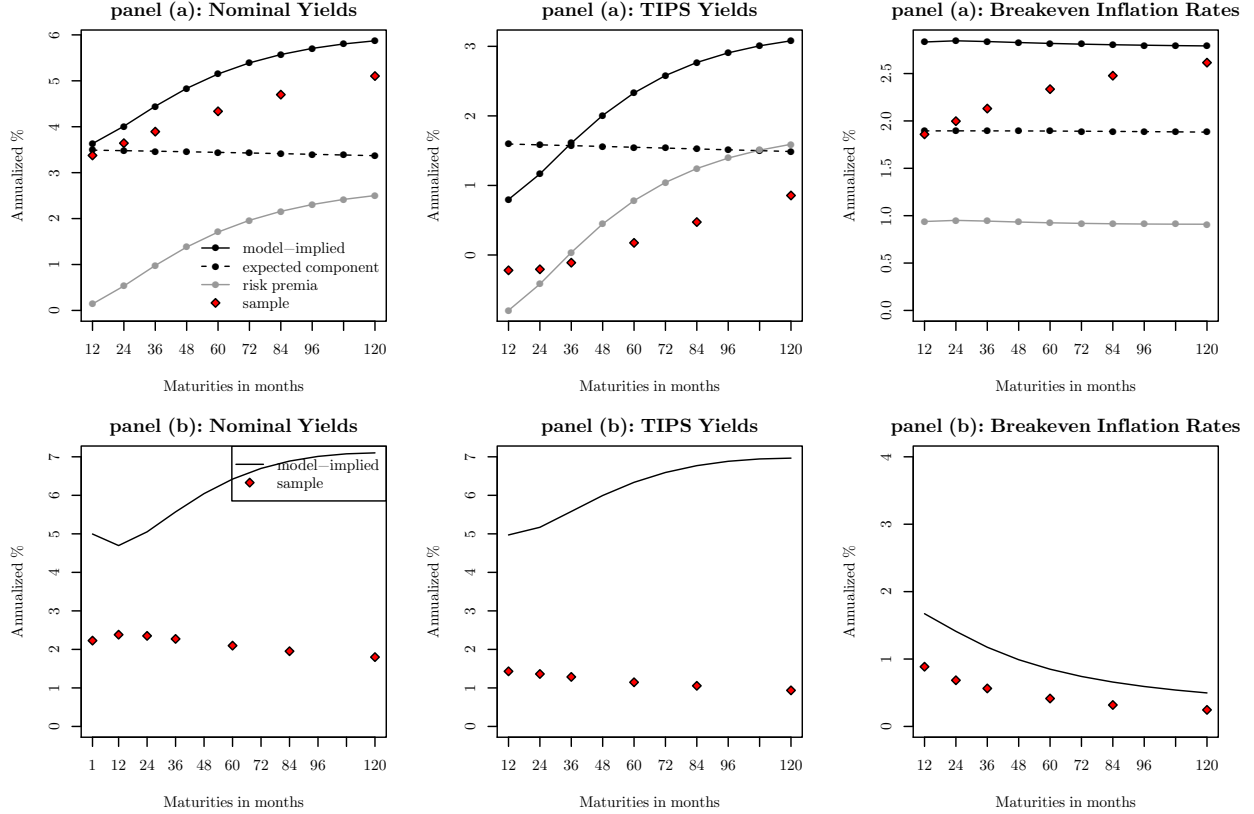 panel (a): Nominal Yields
6
5
4
3
2
1
0
Annualized %
model−implied
expected component
risk premia
sample
12 24 36 48 60 72 84 96 120
Maturities in months
panel (a): TIPS Yields
3
2
1
0
Annualized %
12 24 36 48 60 72 84 96 120
Maturities in months
panel (a): Breakeven Inflation Rates
2.5
2.0
1.5
1.0
0.5
0.0
Annualized %
12 24 36 48 60 72 84 96 120
Maturities in months
panel (b): Nominal Yields
7
6
5
4
3
2
1
0
Annualized %
model−implied
sample
1 12 24 36 48 60 72 84 96 120
Maturities in months
panel (b): TIPS Yields
7
6
5
4
3
2
1
0
Annualized %
12 24 36 48 60 72 84 96 120
Maturities in months
panel (b): Breakeven Inflation Rates
4
3
2
1
0
Annualized %
12 24 36 48 60 72 84 96 120
Maturities in months